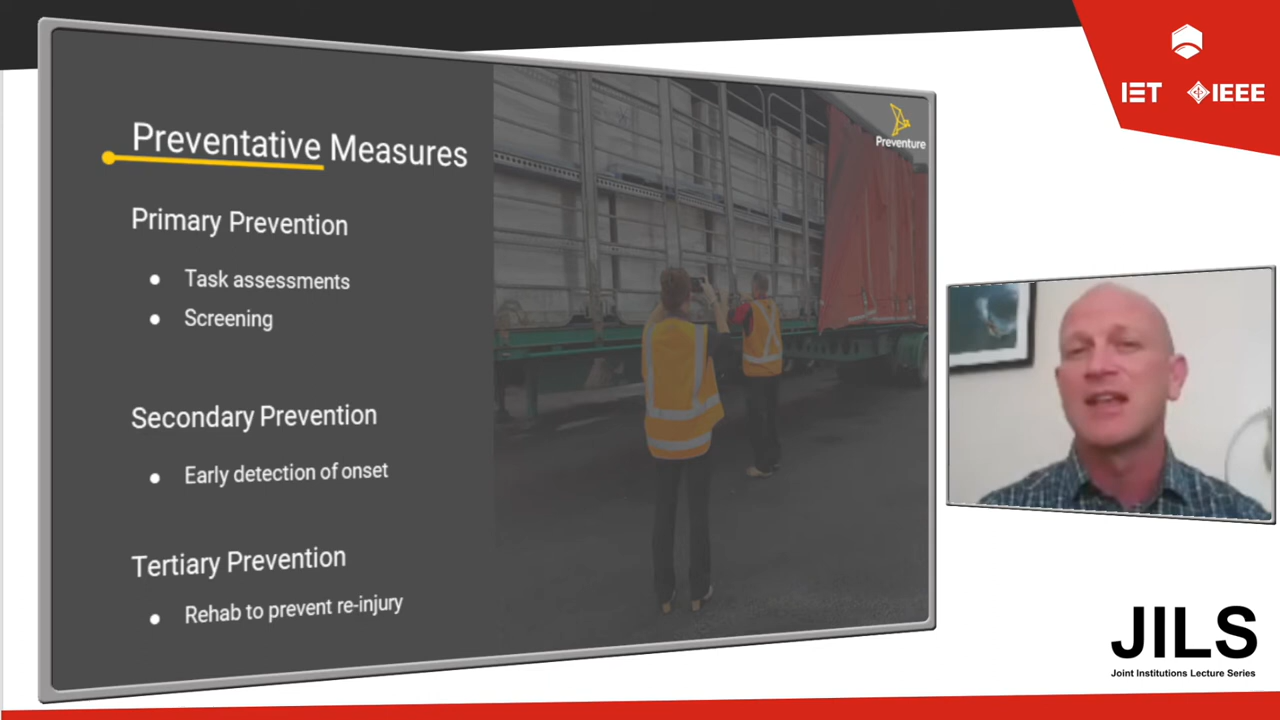 Preventative Measures
Primary Prevention
Task assessments
Screening
Secondary Prevention
Early detection of onset
Tertiary Prevention
Rehab to prevent re-injury
Preventure
IET IEEE
JILS
Joint Institutions Lecture Series